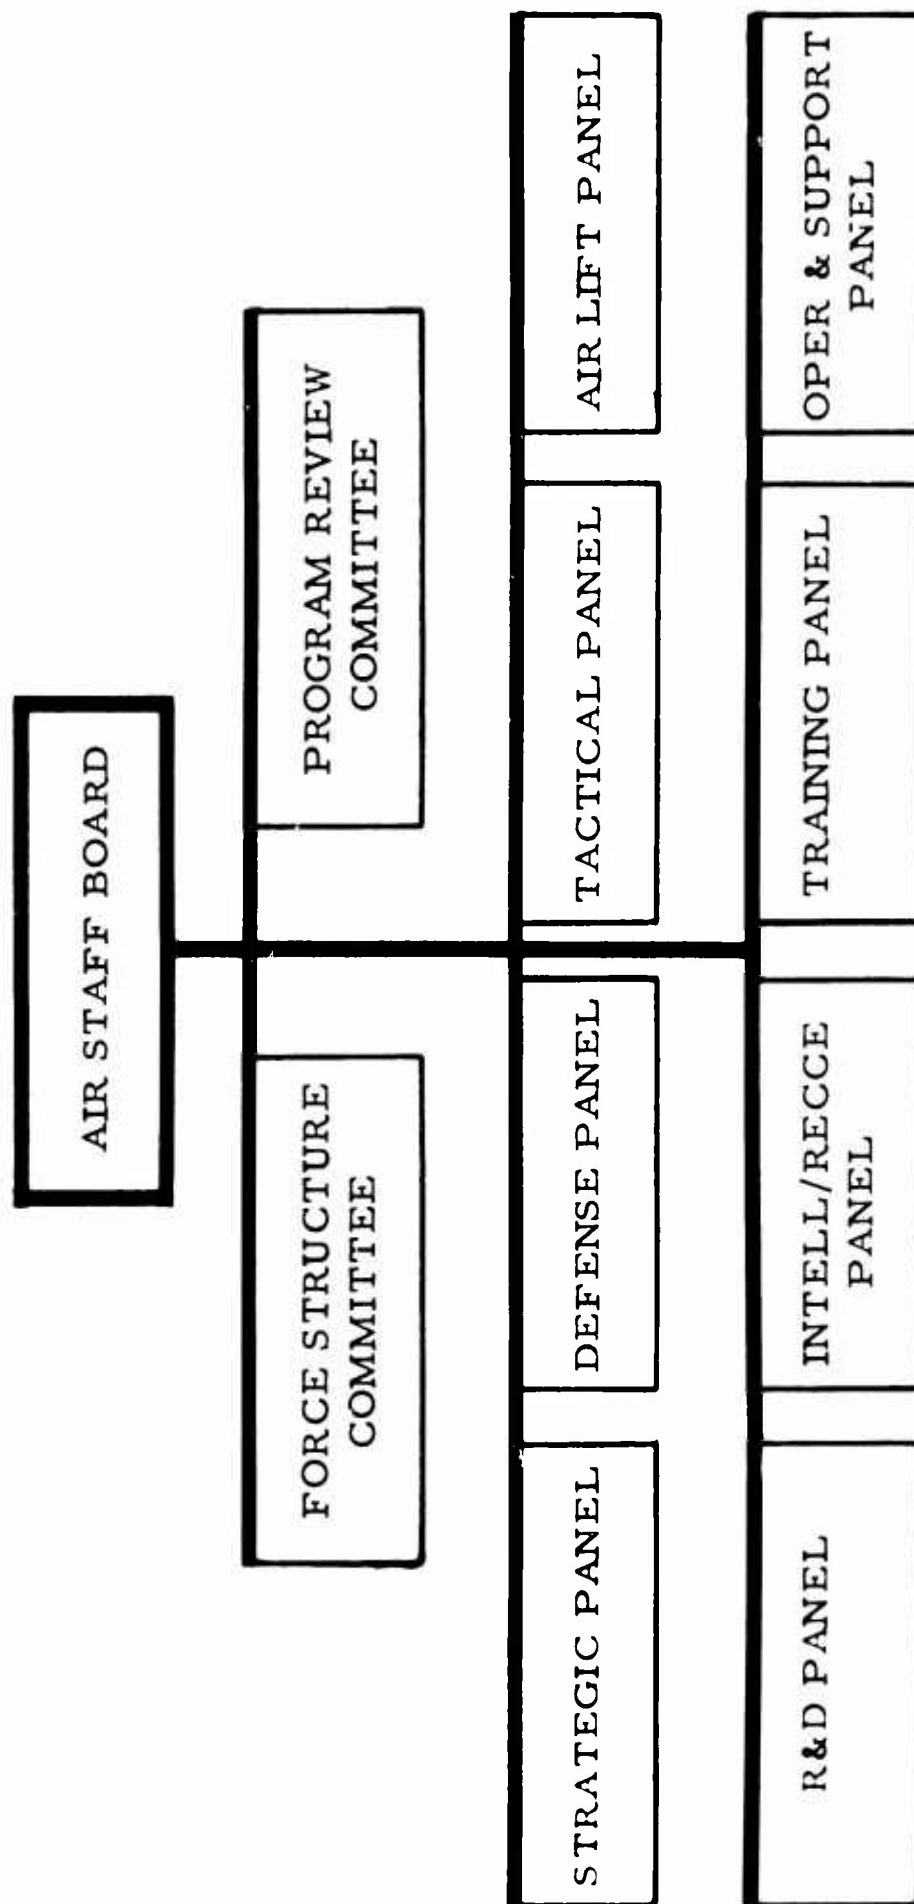 AIR STAFF BOARD
FORCE STRUCTURE
COMMITTEE
PROGRAM REVIEW
COMMITTEE
STRATEGIC PANEL
DEFENSE PANEL
TACTICAL PANEL
AIR LIFT PANEL
R&D PANEL
INTELL/RECCE
PANEL
TRAINING PANEL
OPER & SUPPORT
PANEL